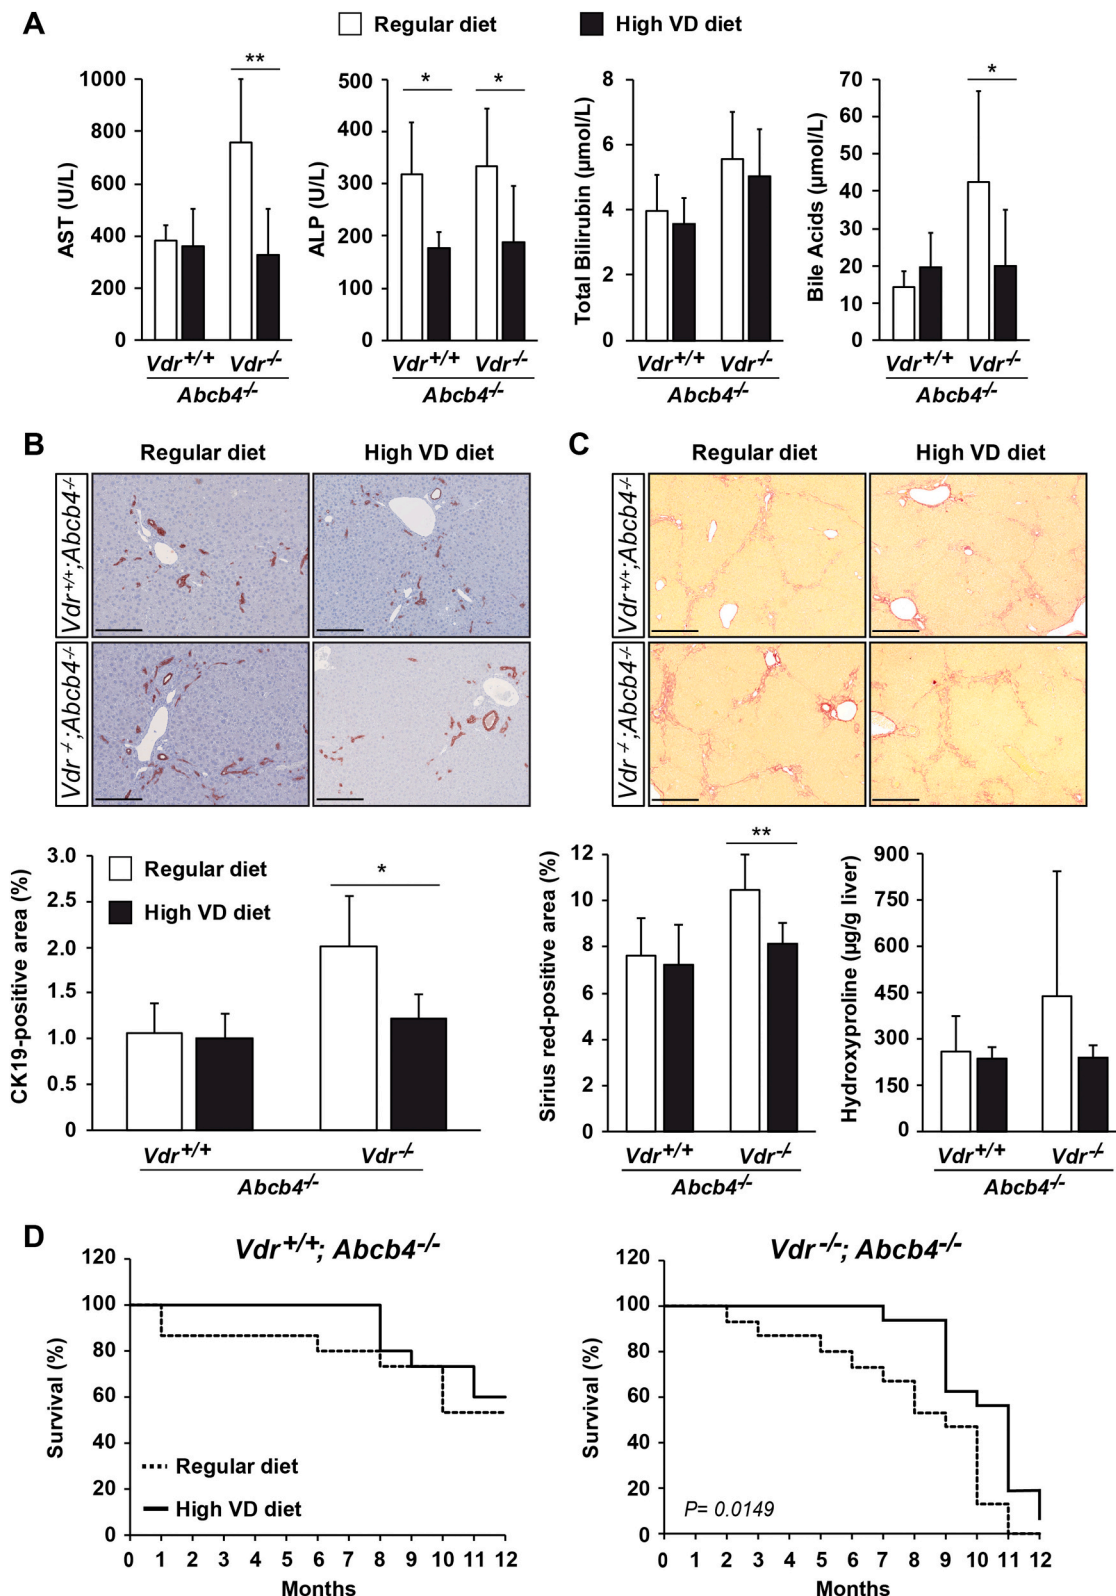 A
Regular diet
High VD diet
AST (U/L)
1000
800
600
400
200
0
**
Vdr+/+
Vdr-/-
Abcb4-/-
ALP (U/L)
500
400
300
200
100
0
*
*
Vdr+/+
Vdr-/-
Abcb4-/-
Total Bilirubin (µmol/L)
8
6
4
2
0
Vdr+/+
Vdr-/-
Abcb4-/-
Bile Acids (µmol/L)
70
60
50
40
30
20
10
0
*
Vdr+/+
Vdr-/-
Abcb4-/-
B
Regular diet
High VD diet
Vdr+/+;Abcb4-/-
Vdr-/-;Abcb4-/-
CK19-positive area (%)
3.0
2.5
2.0
1.5
1.0
0.5
0
Regular diet
High VD diet
*
Vdr+/+
Vdr-/-
Abcb4-/-
C
Regular diet
High VD diet
Vdr+/+;Abcb4-/-
Vdr-/-;Abcb4-/-
Sirius red-positive area (%)
12
10
8
6
4
2
0
**
Vdr+/+
Vdr-/-
Abcb4-/-
Hydroxyproline (µg/g liver)
900
750
600
450
300
150
0
Vdr+/+
Vdr-/-
Abcb4-/-
D
Vdr+/+; Abcb4-/-
Survival (%)
120
100
80
60
40
20
0
Regular diet
High VD diet
0 1 2 3 4 5 6 7 8 9 10 11 12
Months
Vdr-/-; Abcb4-/-
Survival (%)
120
100
80
60
40
20
0
P= 0.0149
0 1 2 3 4 5 6 7 8 9 10 11 12
Months